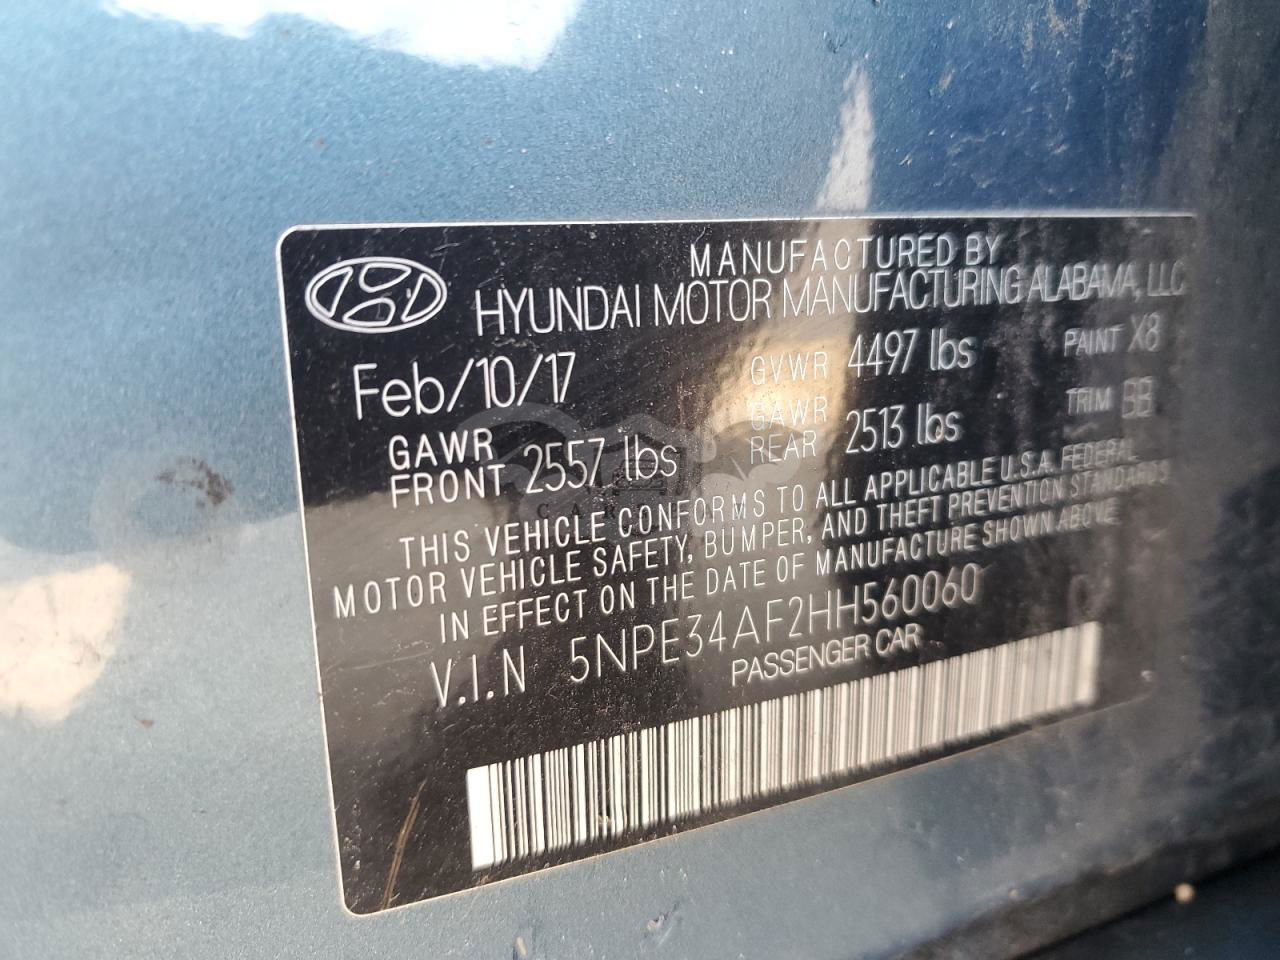 MANUFACTURED BY
HYUNDAI MOTOR MANUFACTURING ALABAMA, LLC
Feb/10/17 GVWR 4497 lbs PAINT X8
GAWR FRONT 2557 lbs GAWR REAR 2513 lbs TRIM BB
THIS VEHICLE CONFORMS TO ALL APPLICABLE U.S.A. FEDERAL
MOTOR VEHICLE SAFETY, BUMPER, AND THEFT PREVENTION STANDARDS
IN EFFECT ON THE DATE OF MANUFACTURE SHOWN ABOVE
V.I.N 5NPE34AF2HH560060
PASSENGER CAR